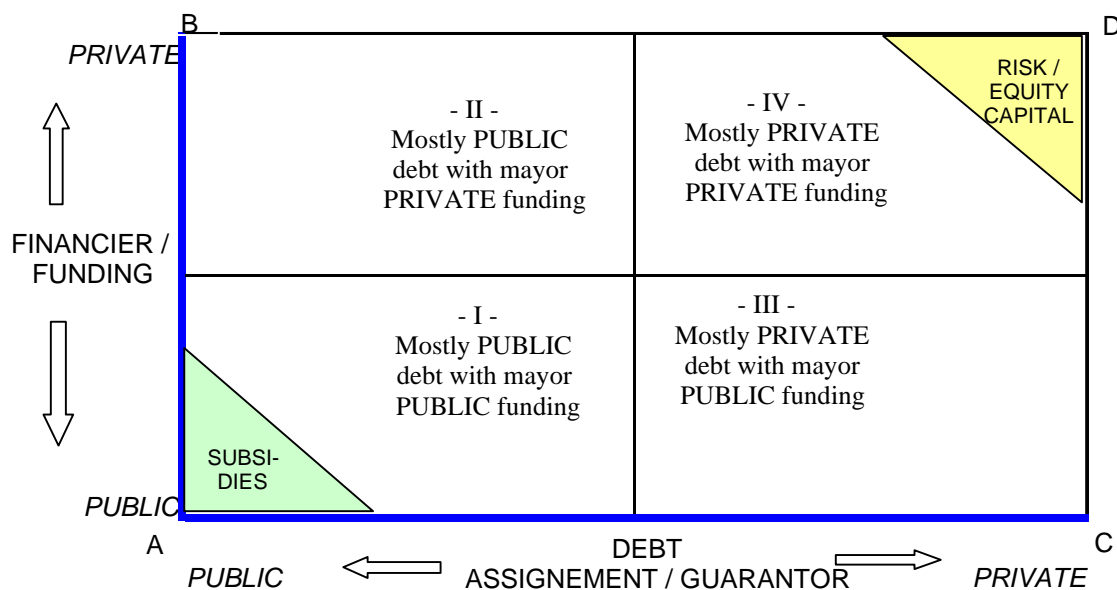 B
D
PRIVATE
RISK /
EQUITY
CAPITAL
- II -
Mostly PUBLIC
debt with mayor
PRIVATE funding
- IV -
Mostly PRIVATE
debt with mayor
PRIVATE funding
FINANCIER /
FUNDING
- I -
Mostly PUBLIC
debt with mayor
PUBLIC funding
- III -
Mostly PRIVATE
debt with mayor
PUBLIC funding
SUBSI-
DIES
PUBLIC
A
C
PUBLIC
DEBT
ASSIGNEMENT / GUARANTOR
PRIVATE